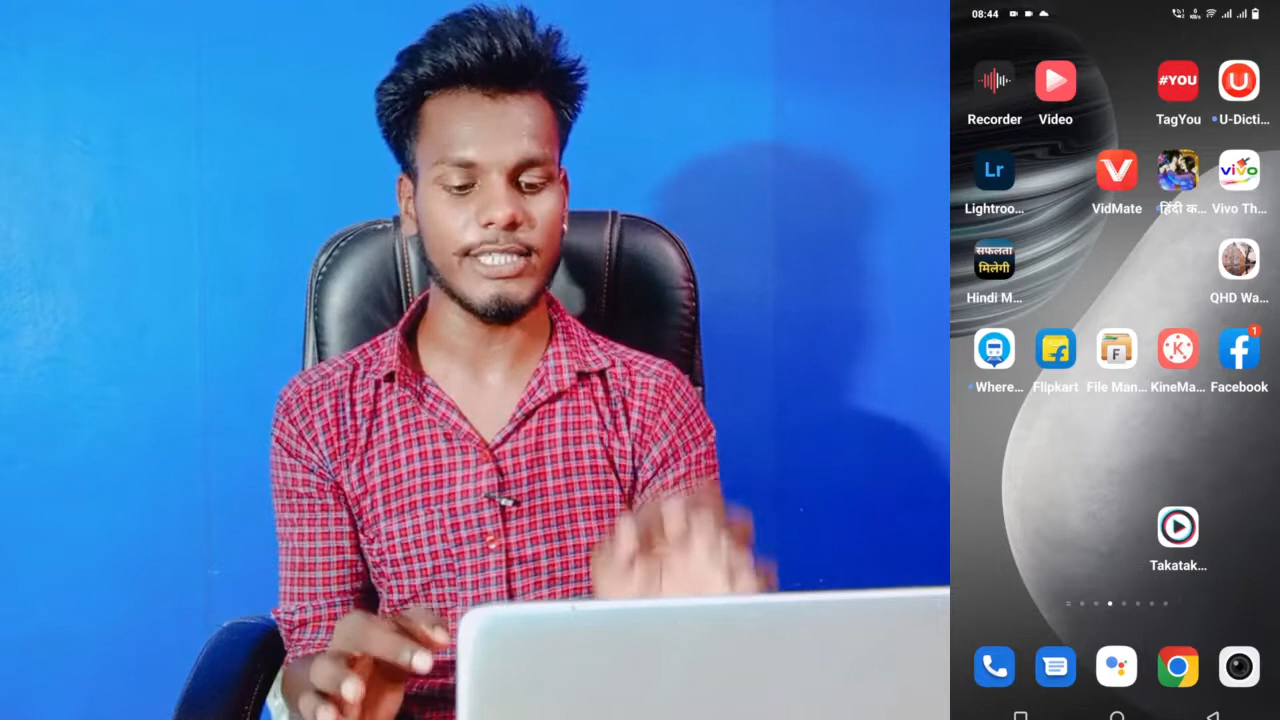 08:44
Recorder
Video
#YOU
TagYou
U-Dicti...
Lr
Lightroo...
VidMate
हिंदी क...
vivo
Vivo Th...
सफलता
मिलेगी
Hindi M...
QHD Wa...
Where...
Flipkart
F
File Man...
K
KineMa...
1
Facebook
Takatak...